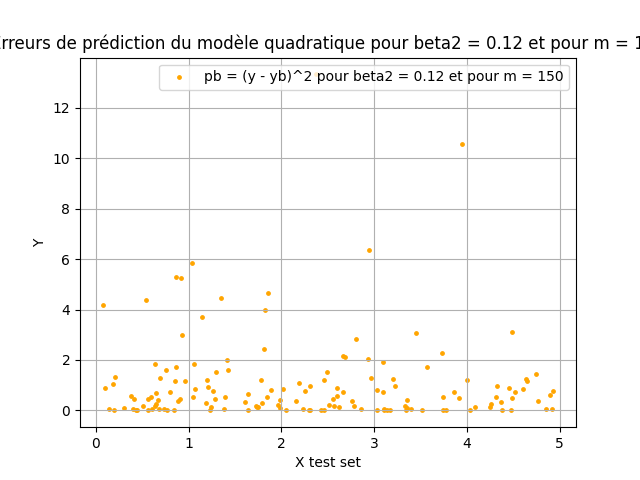 Erreurs de prédiction du modèle quadratique pour beta2 = 0.12 et pour m = 1
pb = (y - yb)^2 pour beta2 = 0.12 et pour m = 150
12
10
8
6
4
2
0
Y
0 1 2 3 4 5
X test set